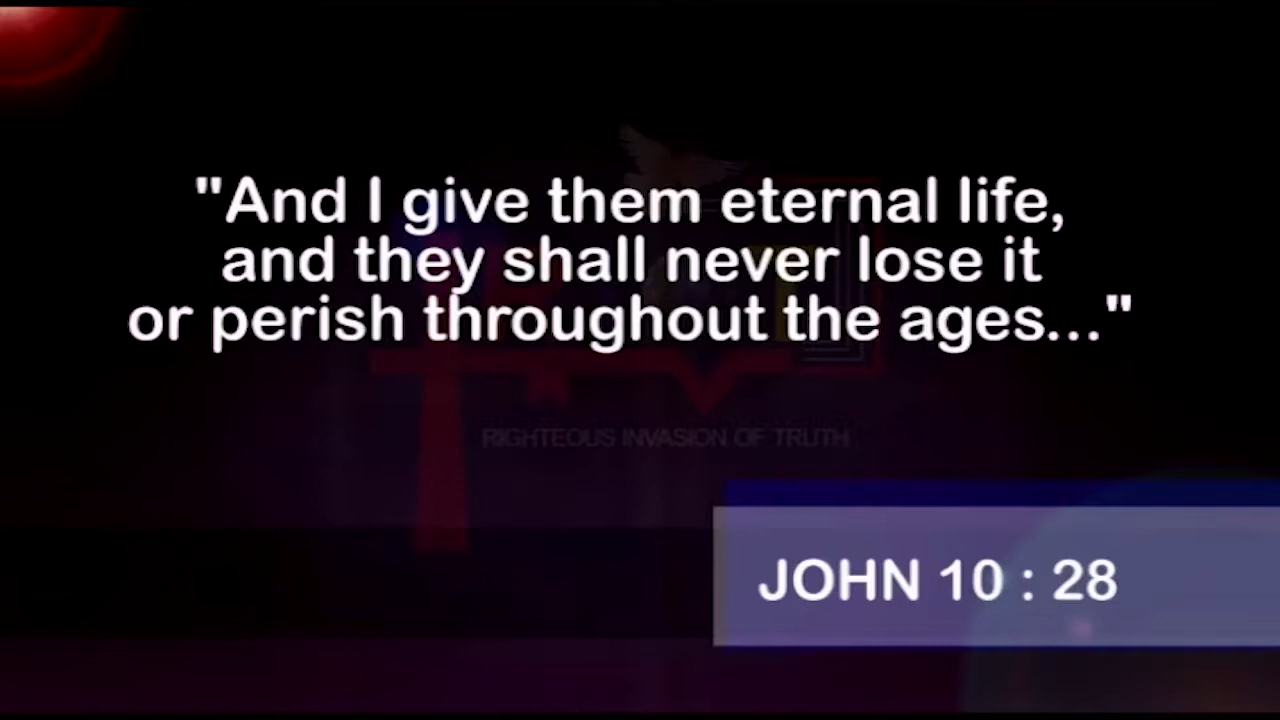 "And I give them eternal life,
and they shall never lose it
or perish throughout the ages..."
RIGHTEOUS INVASION OF TRUTH
JOHN 10 : 28